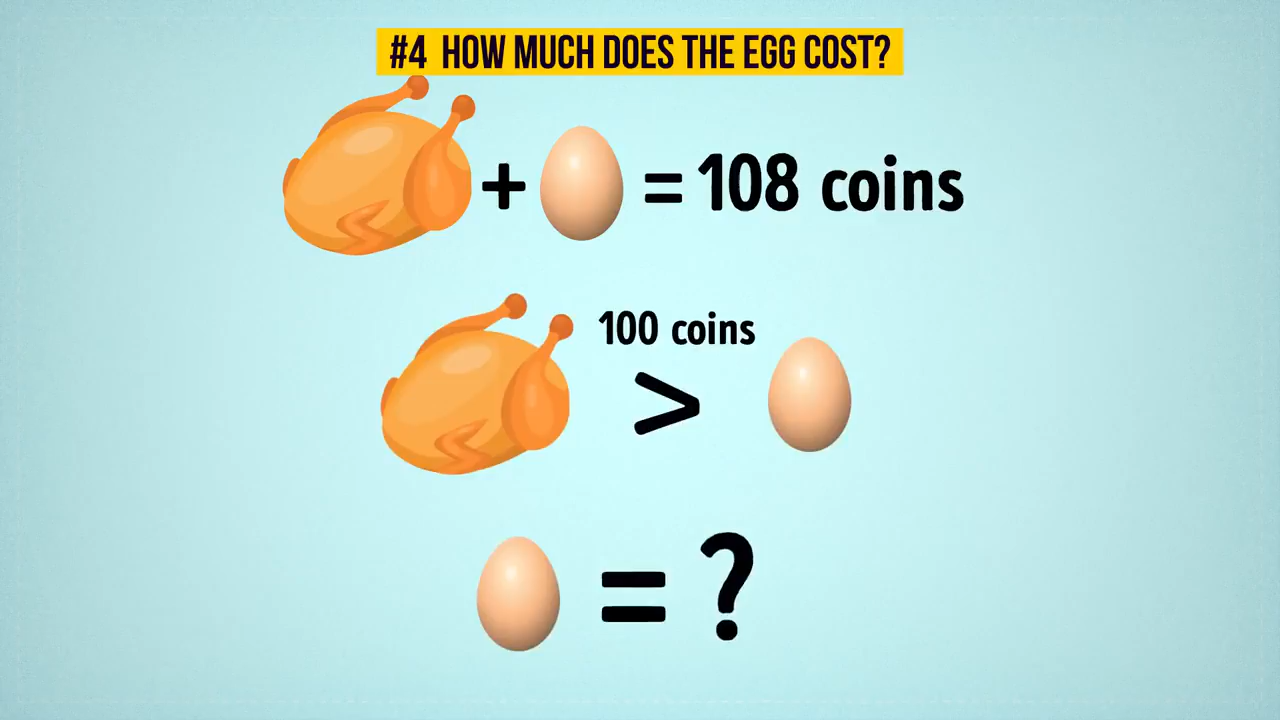 #4 HOW MUCH DOES THE EGG COST?
+ = 108 coins
100 coins
>
= ?